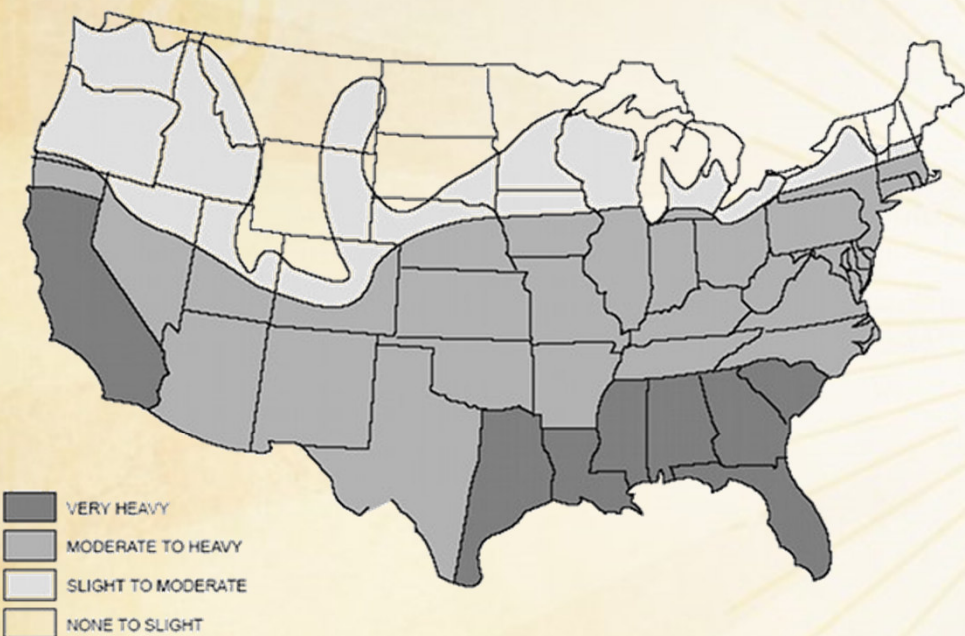 VERY HEAVY
MODERATE TO HEAVY
SLIGHT TO MODERATE
NONE TO SLIGHT